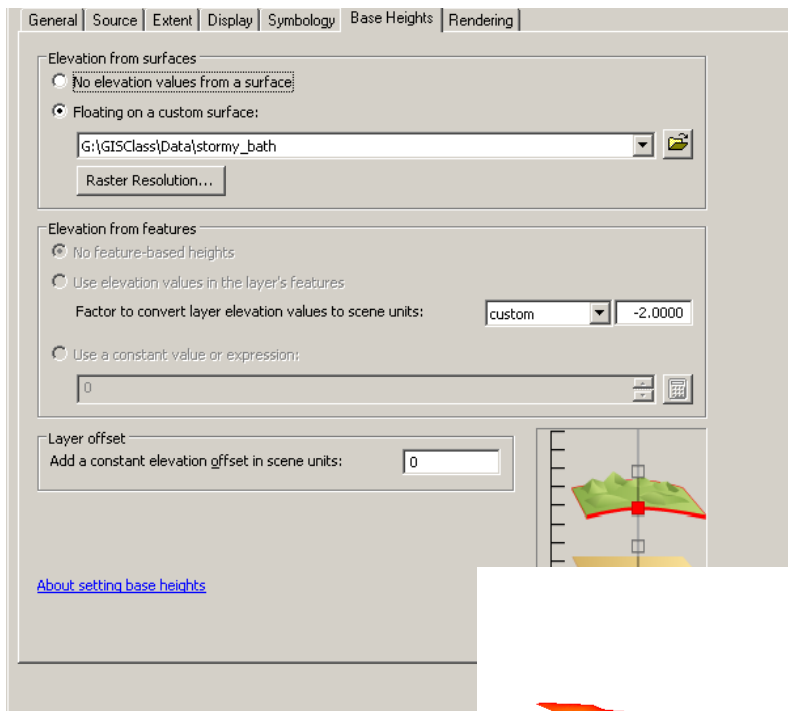 General Source Extent Display Symbology Base Heights Rendering
Elevation from surfaces
No elevation values from a surface
Floating on a custom surface:
G:\GISClass\Data\stormy_bath
Raster Resolution...
Elevation from features
No feature-based heights
Use elevation values in the layer's features
Factor to convert layer elevation values to scene units: custom -2.0000
Use a constant value or expression:
0
Layer offset
Add a constant elevation offset in scene units: 0
About setting base heights